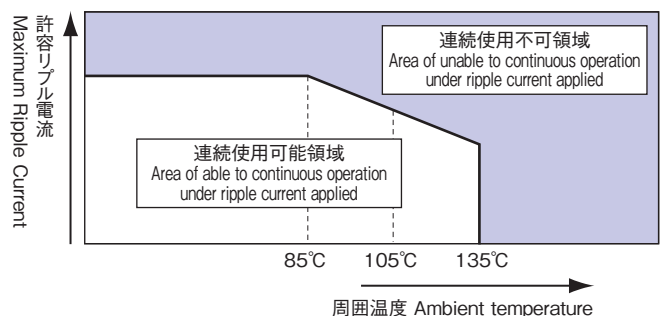 許容リプル電流
Maximum Ripple Current
連続使用不可領域
Area of unable to continuous operation
under ripple current applied
連続使用可能領域
Area of able to continuous operation
under ripple current applied
85℃
105℃
135℃
周囲温度 Ambient temperature